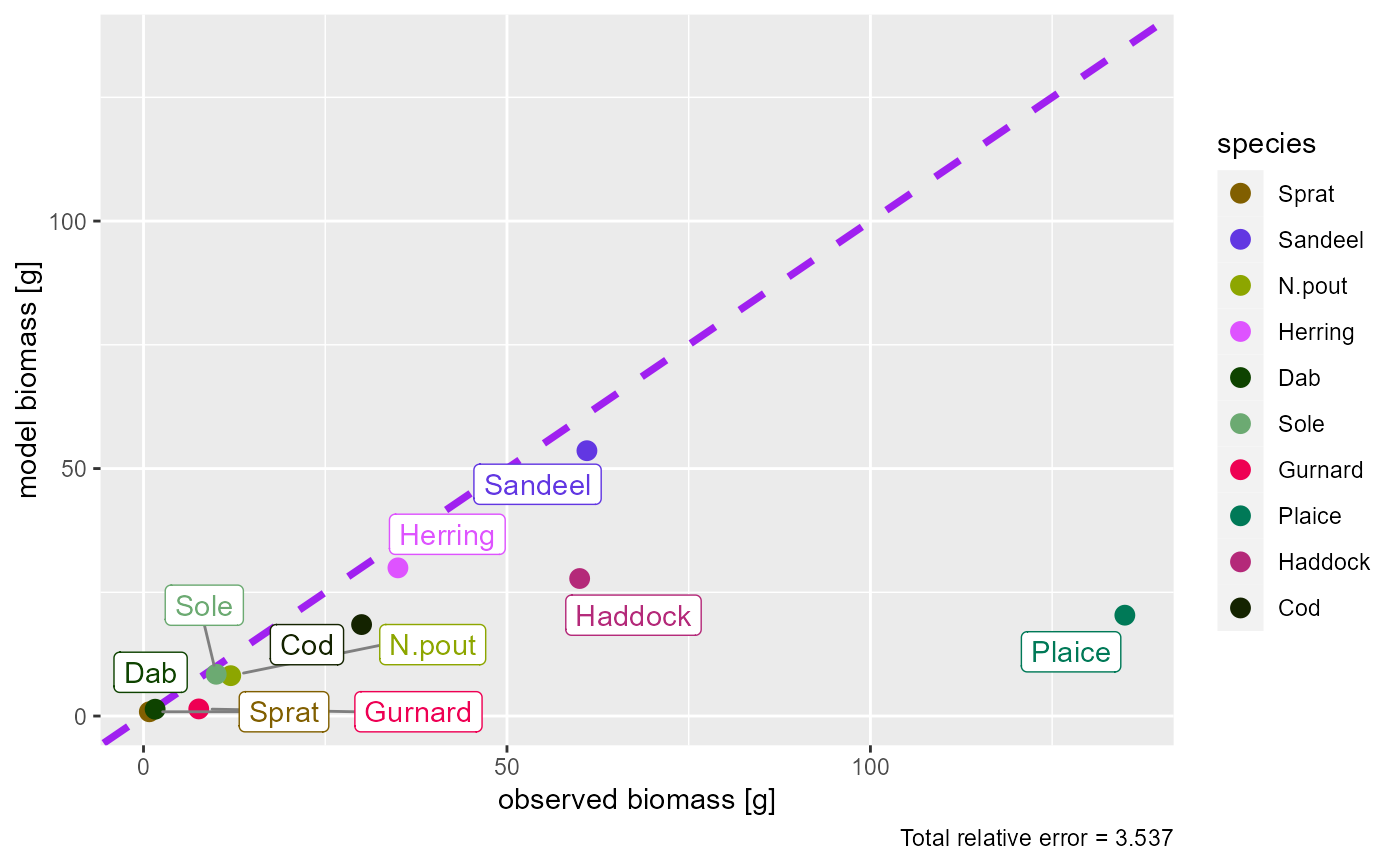 model biomass [g]
100
50
0
Sandeel
Herring
Sole
Haddock
Cod
N.pout
Plaice
Dab
Sprat
Gurnard
0
50
100
observed biomass [g]
Total relative error = 3.537
species
Sprat
Sandeel
N.pout
Herring
Dab
Sole
Gurnard
Plaice
Haddock
Cod